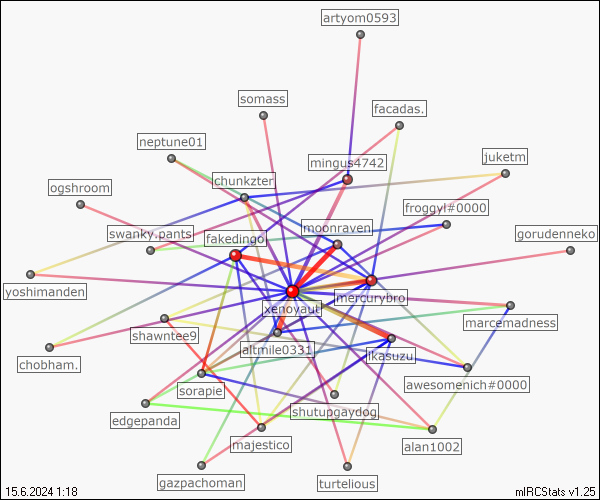 artyom0593
somass
facadas.
neptune01
mingus4742
juketm
chunkzter
ogshroom
froggyl#0000
moonraven
swanky.pants
fakedingo
gorudenneko
yoshimanden
xenoyaut
mercurybro
marcemadness
shawntee9
altmile0331
ikasuzu
chobham.
awesomenich#0000
sorapie
shutupgaydog
edgepanda
majestico
alan1002
gazpachoman
turtelious
15.6.2024 1:18
mIRCStats v1.25